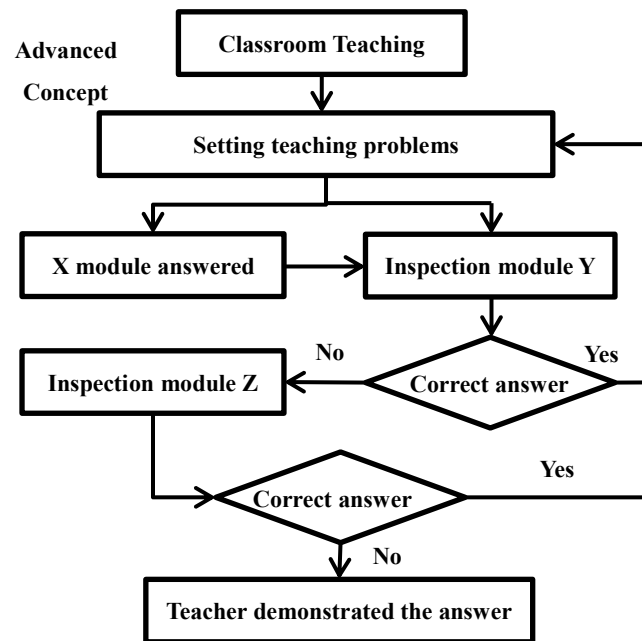 Classroom Teaching
Advanced
Concept
Setting teaching problems
X module answered
Inspection module Y
No
Yes
Correct answer
Inspection module Z
Yes
Correct answer
No
Teacher demonstrated the answer